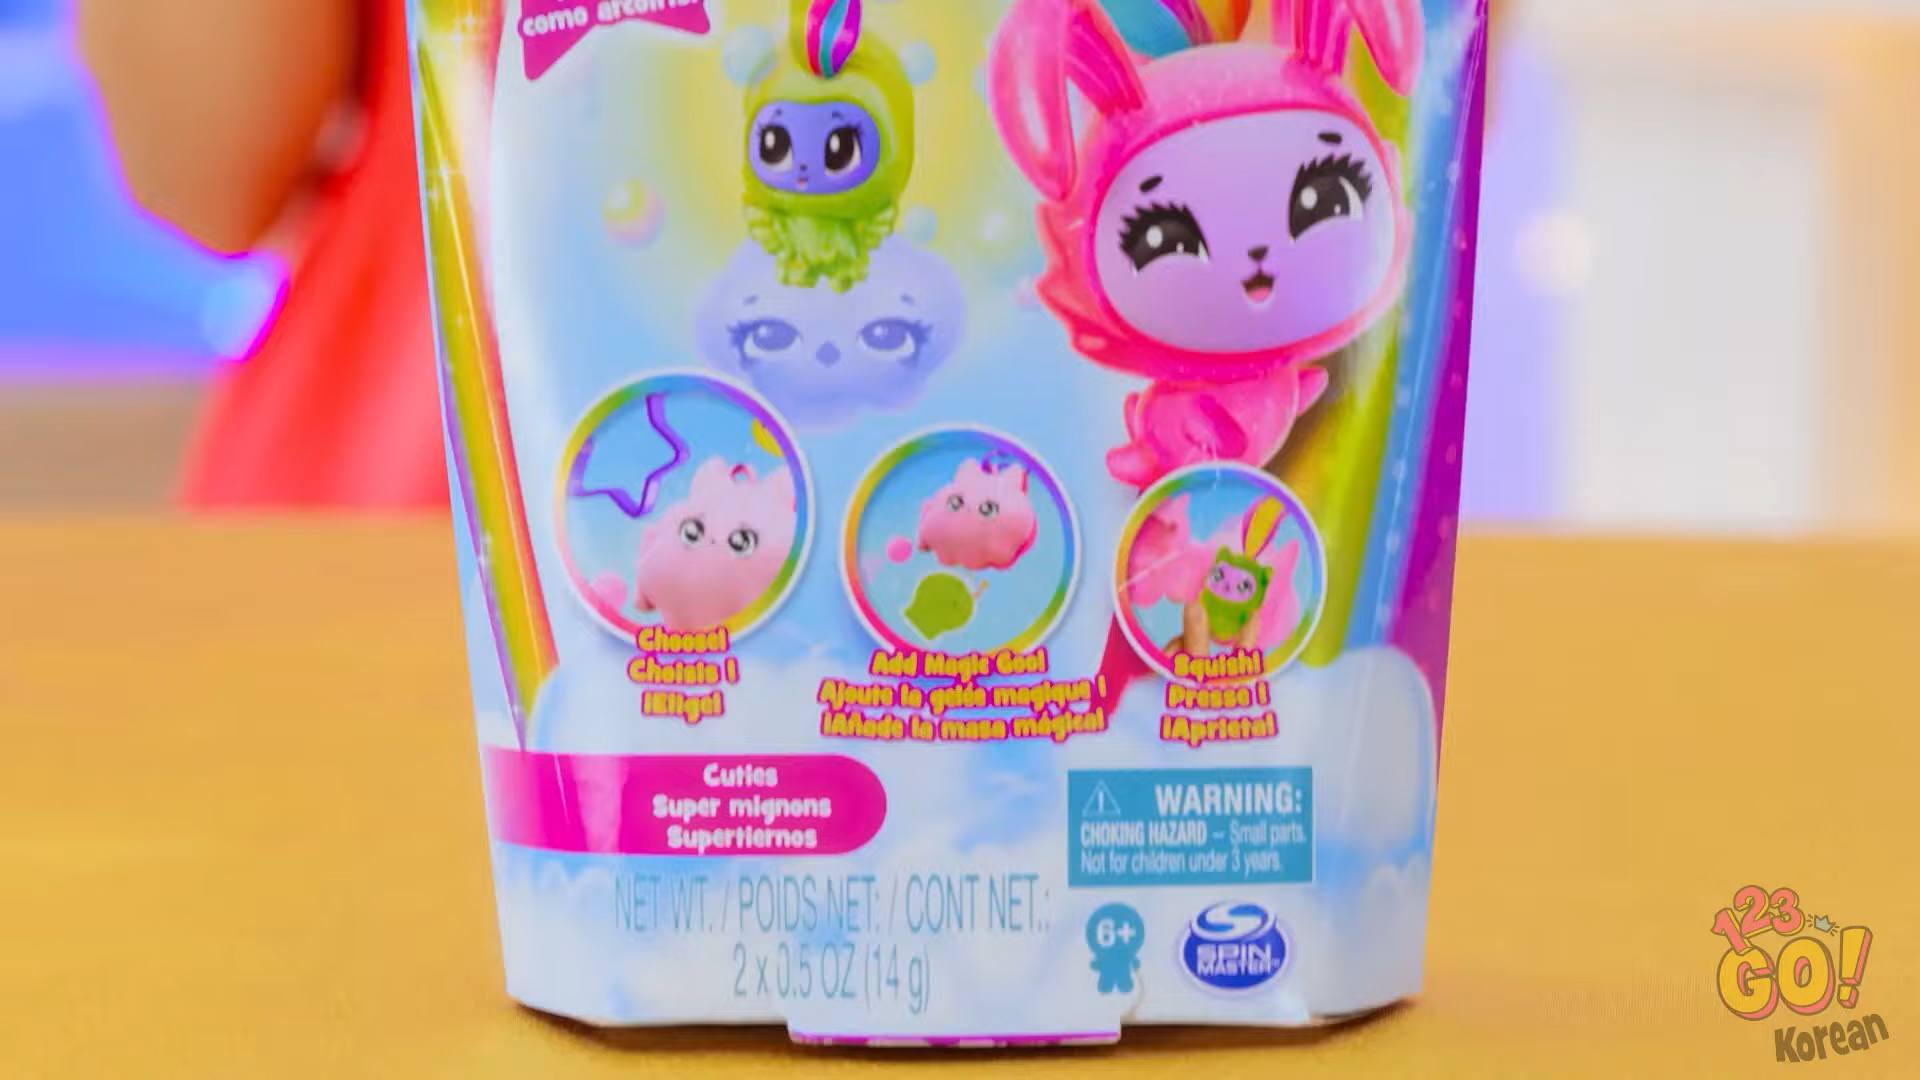 como arcoíris!
Choose!
Choisis !
¡Elige!
Add Magic Goo!
Ajoute la gelée magique !
¡Añade la masa mágica!
Squish!
Presse !
¡Aprieta!
Cuties
Super mignons
Supertiernos
WARNING:
CHOKING HAZARD – Small parts.
Not for children under 3 years.
NET WT. / POIDS NET: / CONT NET.:
2 x 0.5 OZ (14 g)
6+
SPIN
MASTER
123
GO!
Korean